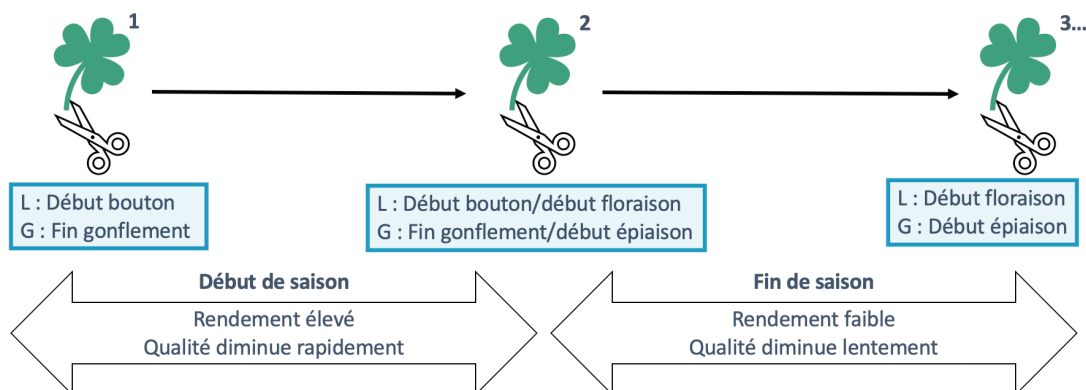 1
2
3...
L : Début bouton
G : Fin gonflement
L : Début bouton/début floraison
G : Fin gonflement/début épiaison
L : Début floraison
G : Début épiaison
Début de saison
Rendement élevé
Qualité diminue rapidement
Fin de saison
Rendement faible
Qualité diminue lentement